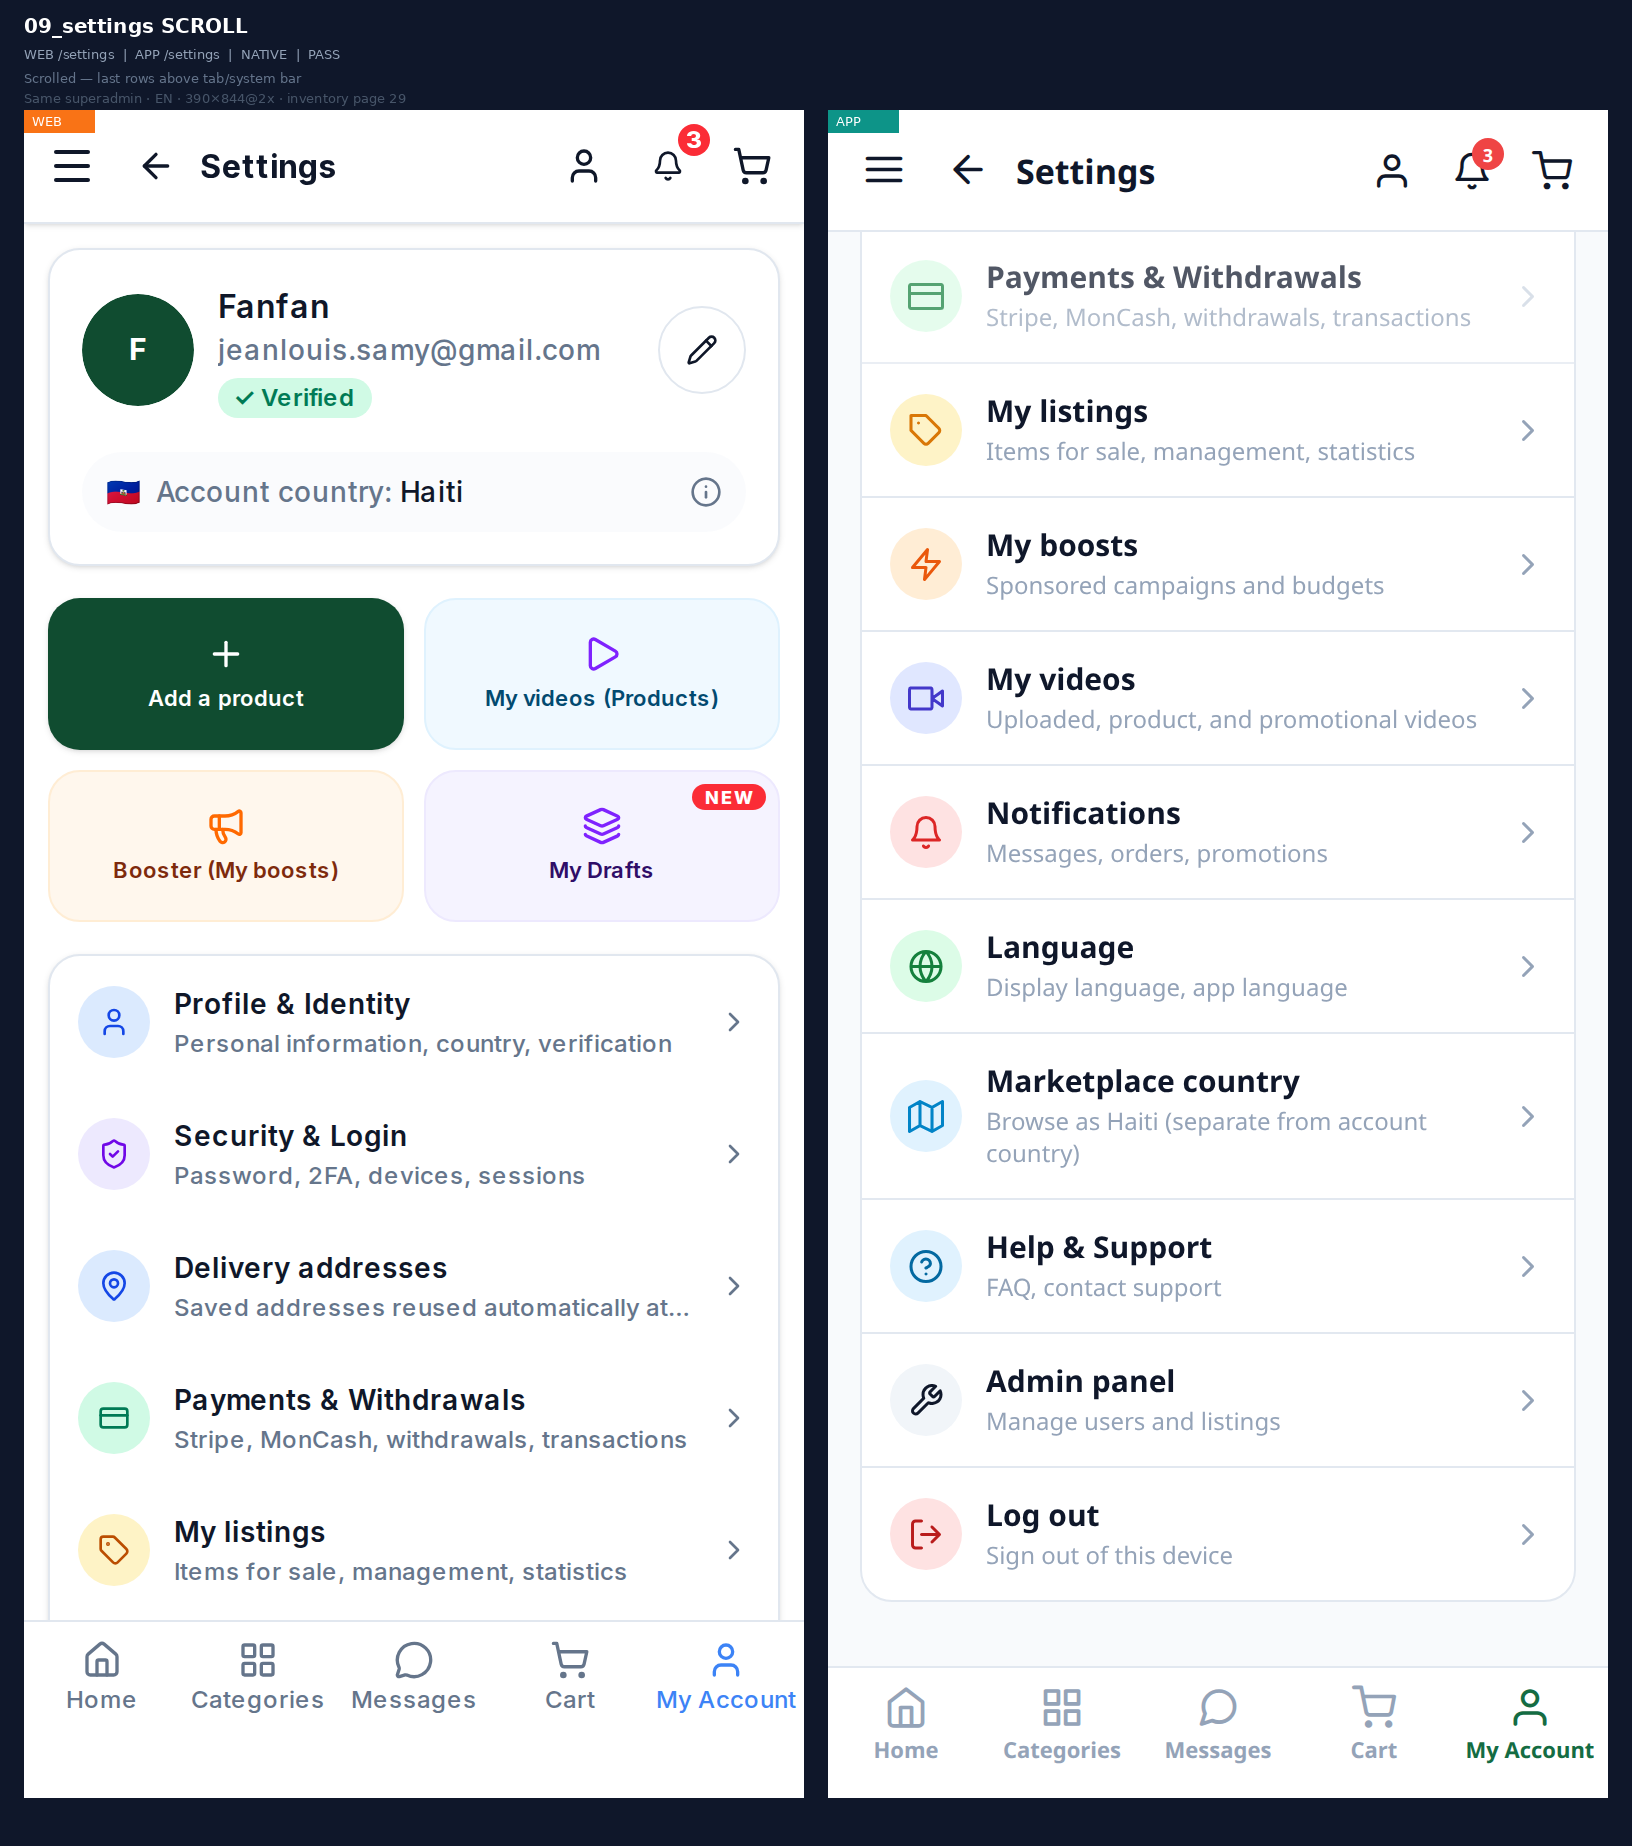 09_settings SCROLL
WEB /settings | APP /settings | NATIVE | PASS
Scrolled — last rows above tab/system bar
Same superadmin · EN · 390×844@2x · inventory page 29
WEB
Settings
3
F
Fanfan
jeanlouis.samy@gmail.com
✓ Verified
Account country: Haiti
Add a product
My videos (Products)
Booster (My boosts)
NEW
My Drafts
Profile & Identity
Personal information, country, verification
Security & Login
Password, 2FA, devices, sessions
Delivery addresses
Saved addresses reused automatically at...
Payments & Withdrawals
Stripe, MonCash, withdrawals, transactions
My listings
Items for sale, management, statistics
Home
Categories
Messages
Cart
My Account
APP
Settings
3
Payments & Withdrawals
Stripe, MonCash, withdrawals, transactions
My listings
Items for sale, management, statistics
My boosts
Sponsored campaigns and budgets
My videos
Uploaded, product, and promotional videos
Notifications
Messages, orders, promotions
Language
Display language, app language
Marketplace country
Browse as Haiti (separate from account
country)
Help & Support
FAQ, contact support
Admin panel
Manage users and listings
Log out
Sign out of this device
Home
Categories
Messages
Cart
My Account